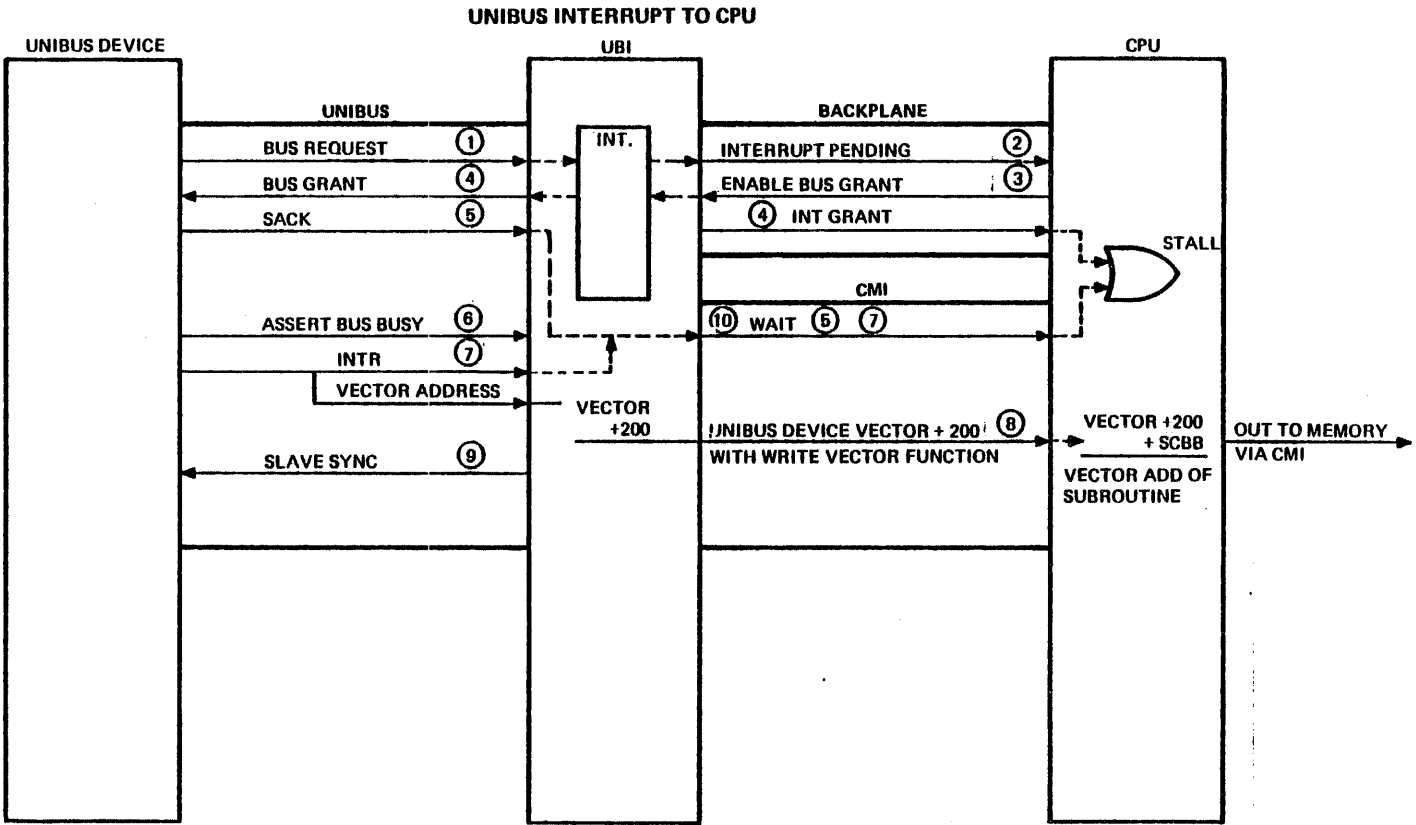 UNIBUS INTERRUPT TO CPU
UNIBUS DEVICE
UBI
CPU
UNIBUS
BACKPLANE
BUS REQUEST 1
INT.
INTERRUPT PENDING 2
BUS GRANT 4
ENABLE BUS GRANT 3
SACK 5
4 INT GRANT
STALL
CMI
ASSERT BUS BUSY 6
10 WAIT 5 7
INTR 7
VECTOR ADDRESS
VECTOR
+200
UNIBUS DEVICE VECTOR + 200 8
WITH WRITE VECTOR FUNCTION
VECTOR +200
+ SCBB
VECTOR ADD OF
SUBROUTINE
OUT TO MEMORY
VIA CMI
SLAVE SYNC 9